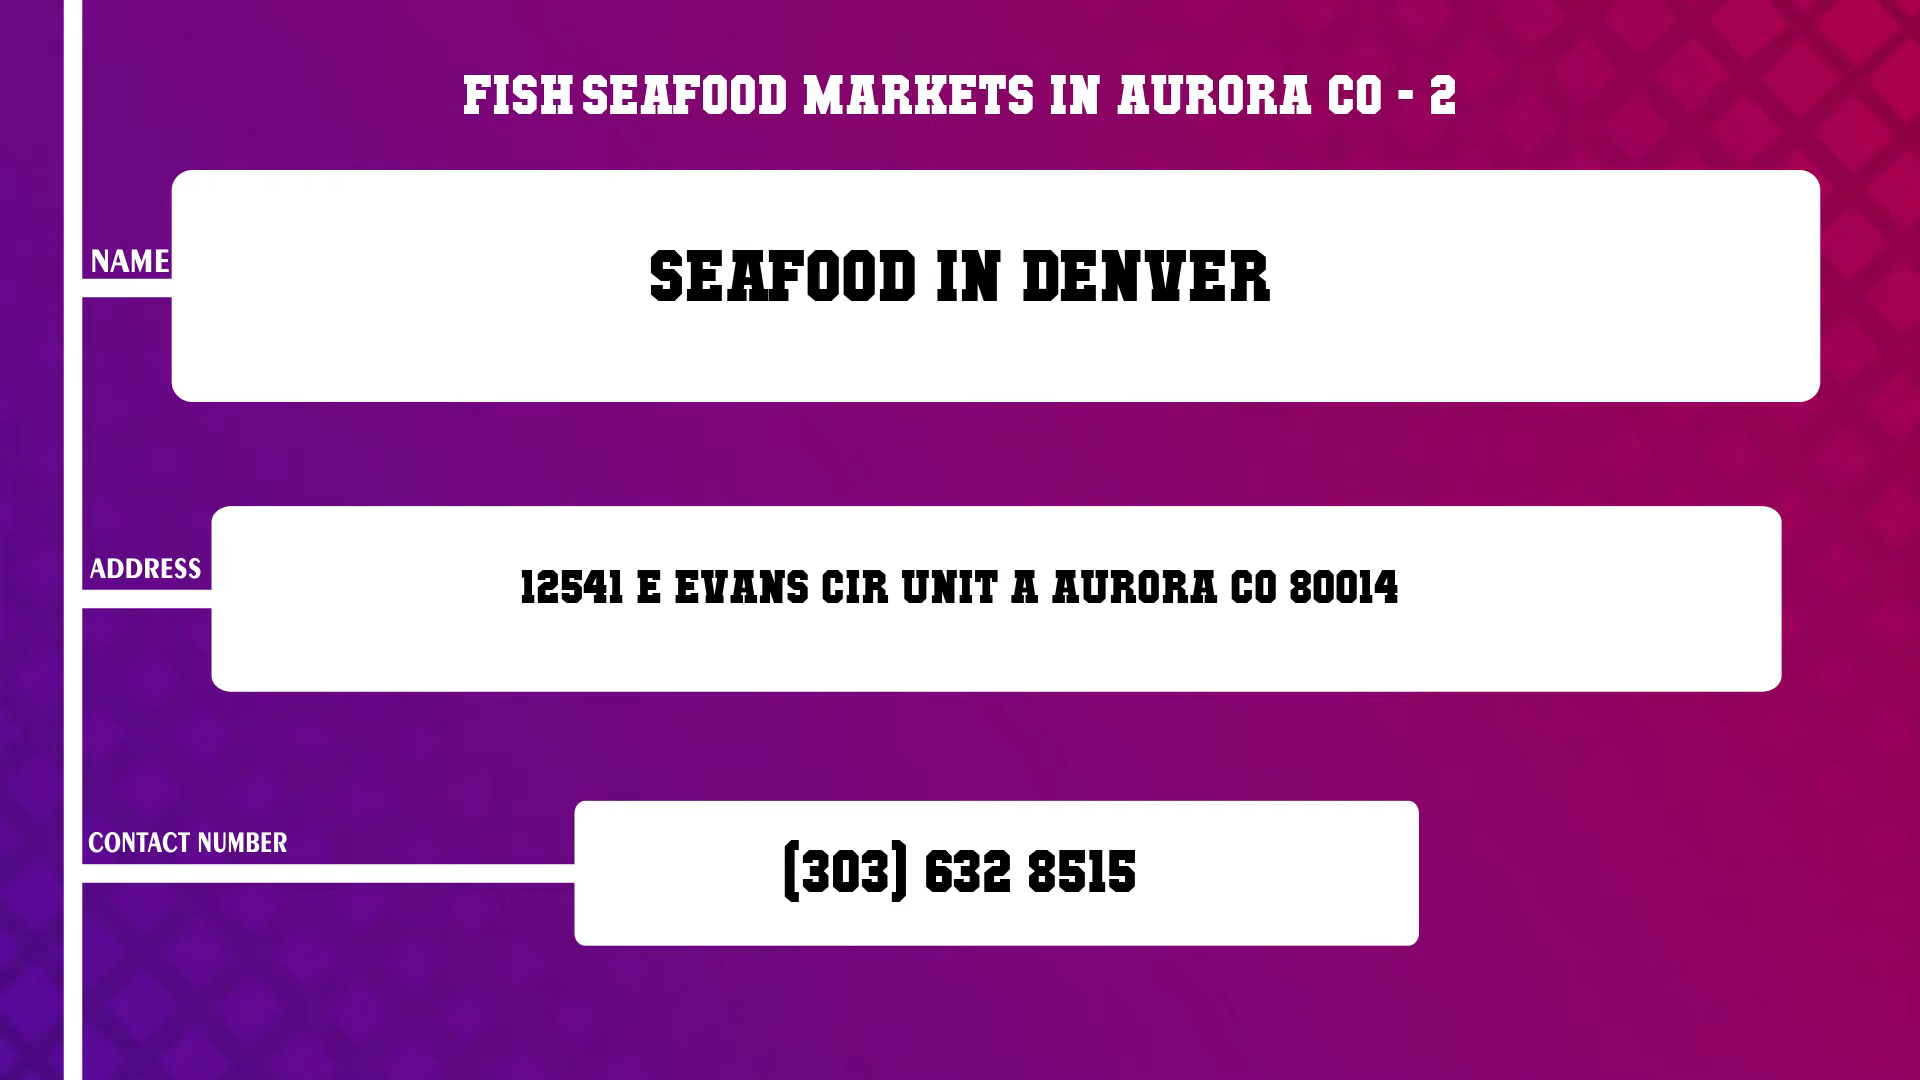 FISH SEAFOOD MARKETS IN AURORA CO - 2
NAME
SEAFOOD IN DENVER
ADDRESS
12541 E EVANS CIR UNIT A AURORA CO 80014
CONTACT NUMBER
(303) 632 8515